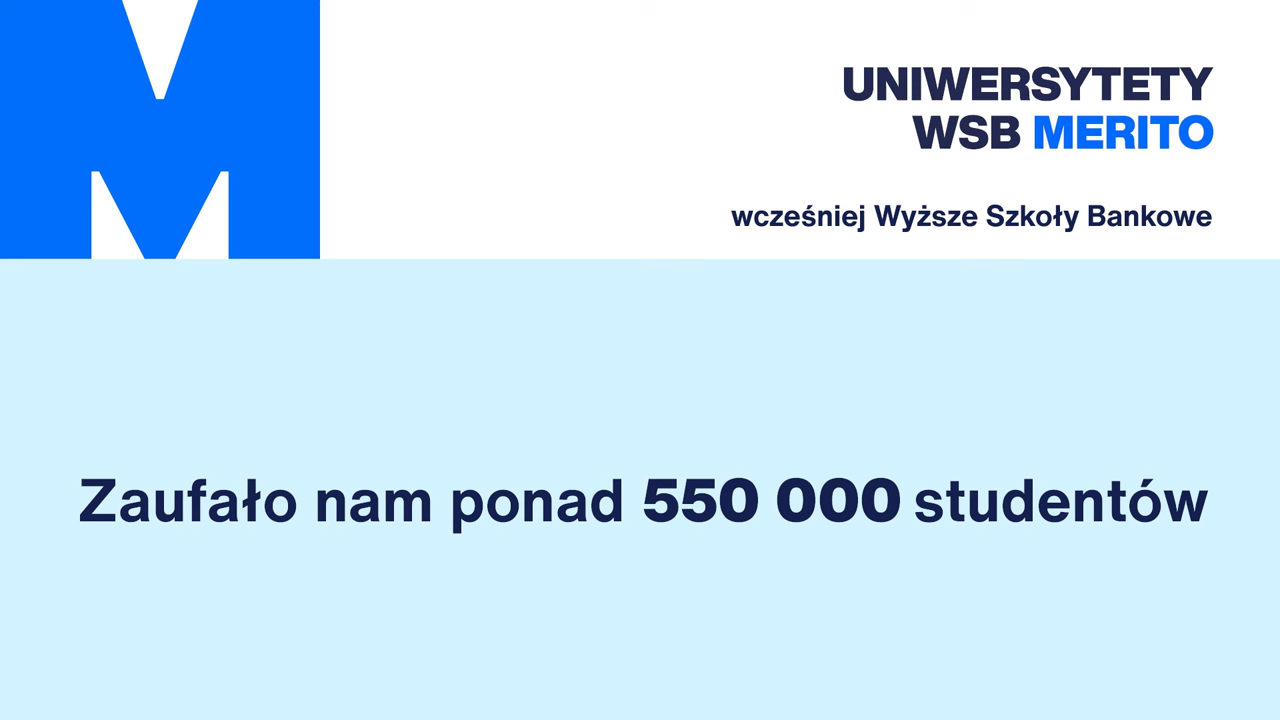 UNIWERSYTETY
WSB MERITO
wcześniej Wyższe Szkoły Bankowe
Zaufało nam ponad 550 000 studentów